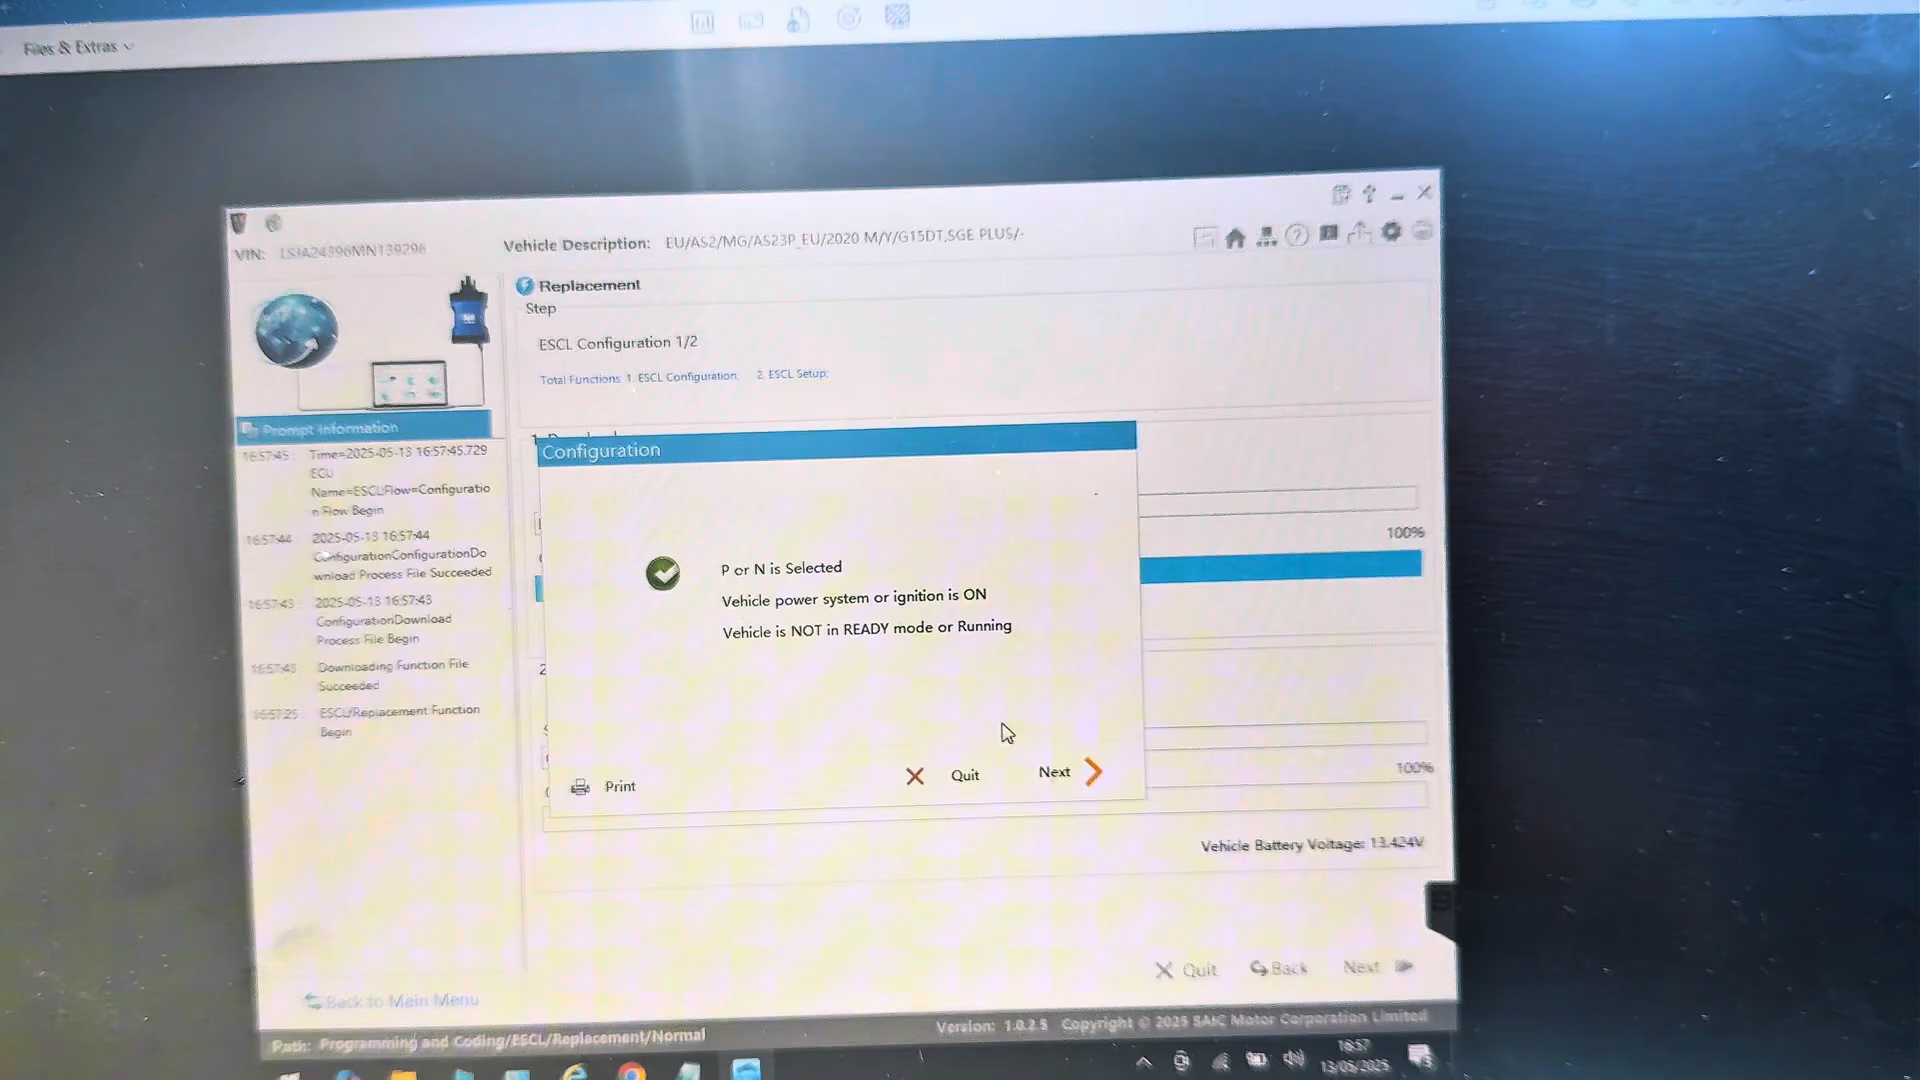 Files & Extras
VIN: LSJA24396MN139296
Vehicle Description: EU/AS2/MG/AS23P_EU/2020 M/Y/G15DT,SGE PLUS/-
Replacement
Step
ESCL Configuration 1/2
Total Functions: 1. ESCL Configuration; 2. ESCL Setup;
Prompt Information
16:57:45 Time=2025-05-13 16:57:45.729
ECU
Name=ESCL:Flow=Configuratio
n Flow Begin
16:57:44 2025-05-13 16:57:44
ConfigurationConfigurationDo
wnload Process File Succeeded
16:57:43 2025-05-13 16:57:43
ConfigurationDownload
Process File Begin
16:57:43 Downloading Function File
Succeeded
16:57:25 ESCL/Replacement Function
Begin
Configuration
P or N is Selected
Vehicle power system or ignition is ON
Vehicle is NOT in READY mode or Running
Print
Quit
Next
100%
100%
Vehicle Battery Voltage: 13.424V
Quit
Back
Next
Back to Main Menu
Path: Programming and Coding/ESCL/Replacement/Normal
Version: 1.0.2.5 Copyright © 2025 SAIC Motor Corporation Limited
16:57
13/05/2025